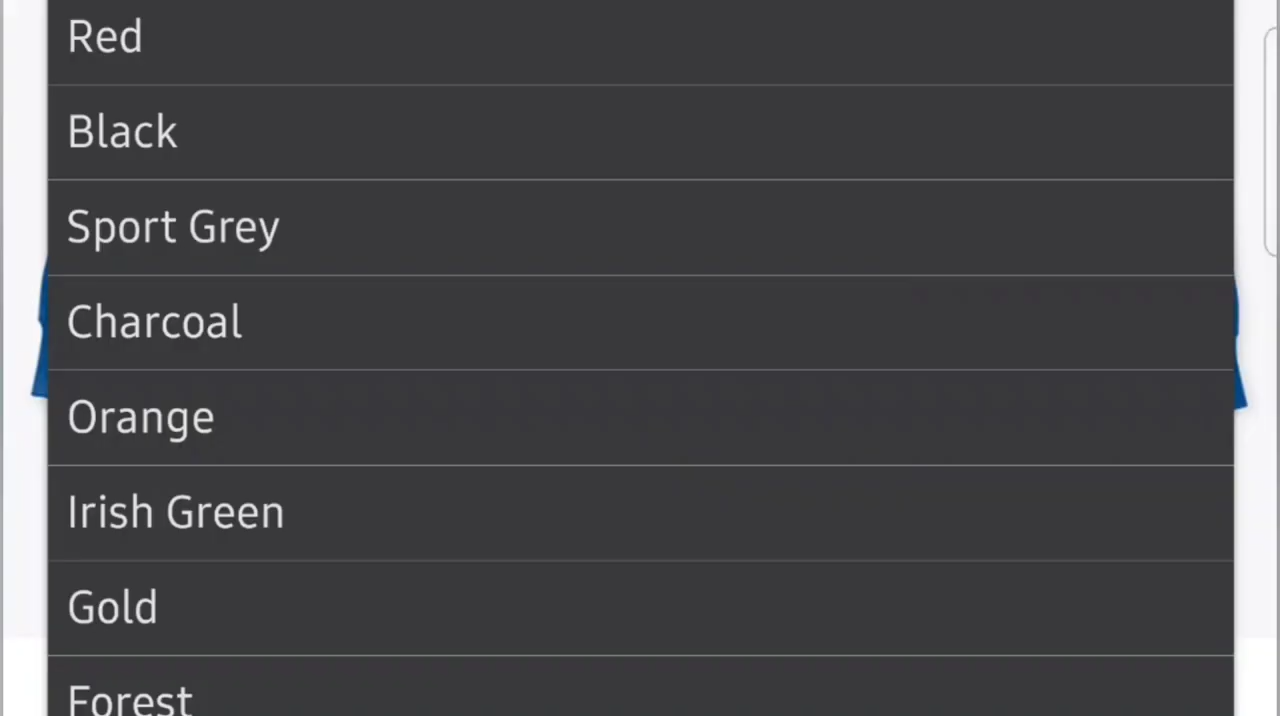 Red
Black
Sport Grey
Charcoal
Orange
Irish Green
Gold
Forest